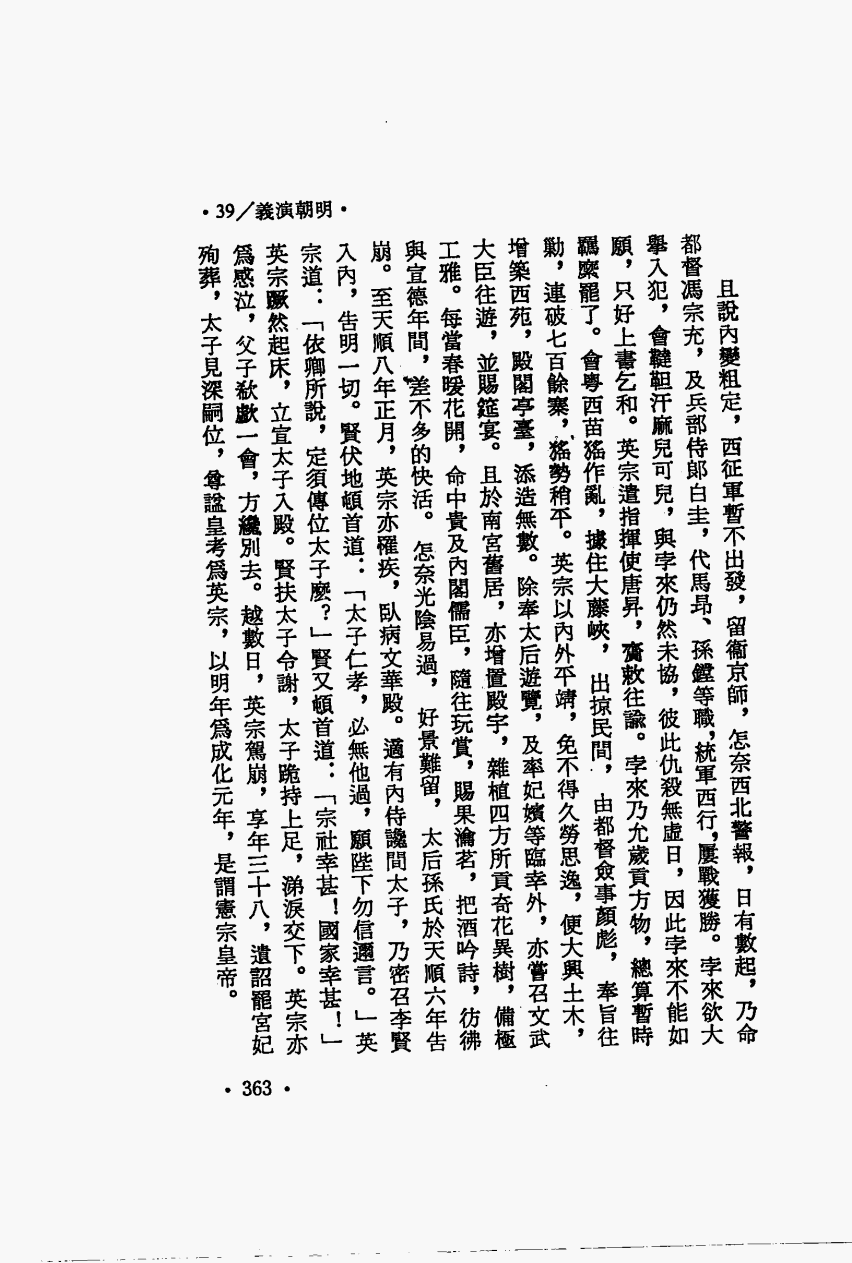 •39／義演朝明•
且說內變粗定，西征軍暫不出發，留衞京師，怎奈西北警報，日有數起，乃命
都督馮宗充，及兵部侍郎白圭，代馬昻、孫鏜等職，統軍西行，屢戰獲勝。孛來欲大
舉入犯，會韃靼汗麻兒可兒，與孛來仍然未協，彼此仇殺無虛日，因此孛來不能如
願，只好上書乞和。英宗遣指揮使唐昇，齎敕往諭。孛來乃允歲貢方物，總算暫時
羈縻罷了。會粵西苗猺作亂，據住大藤峽，出掠民間，由都督僉事顏彪，奉旨往
勦，連破七百餘寨，猺勢稍平。英宗以內外平靖，免不得久勞思逸，便大興土木，
增築西苑，殿閣亭臺，添造無數。除奉太后遊覽，及率妃嬪等臨幸外，亦嘗召文武
大臣往遊，並賜筵宴。且於南宮舊居，亦增置殿宇，雜植四方所貢奇花異樹，備極
工雅。每當春暖花開，命中貴及內閣儒臣，隨往玩賞，賜果瀹茗，把酒吟詩，彷彿
與宣德年間，差不多的快活。怎奈光陰易過，好景難留，太后孫氏於天順六年告
崩。至天順八年正月，英宗亦罹疾，臥病文華殿。適有內侍讒間太子，乃密召李賢
入內，告明一切。賢伏地頓首道：「太子仁孝，必無他過，願陛下勿信邇言。」英
宗道：「依卿所說，定須傳位太子麽？」賢又頓首道：「宗社幸甚！國家幸甚！」
英宗蹶然起床，立宣太子入殿。賢扶太子令謝，太子跪持上足，涕淚交下。英宗亦
爲感泣，父子欷歔一會，方纔別去。越數日，英宗駕崩，享年三十八，遺詔罷宮妃
殉葬，太子見深嗣位，尊諡皇考爲英宗，以明年爲成化元年，是謂憲宗皇帝。
•363•